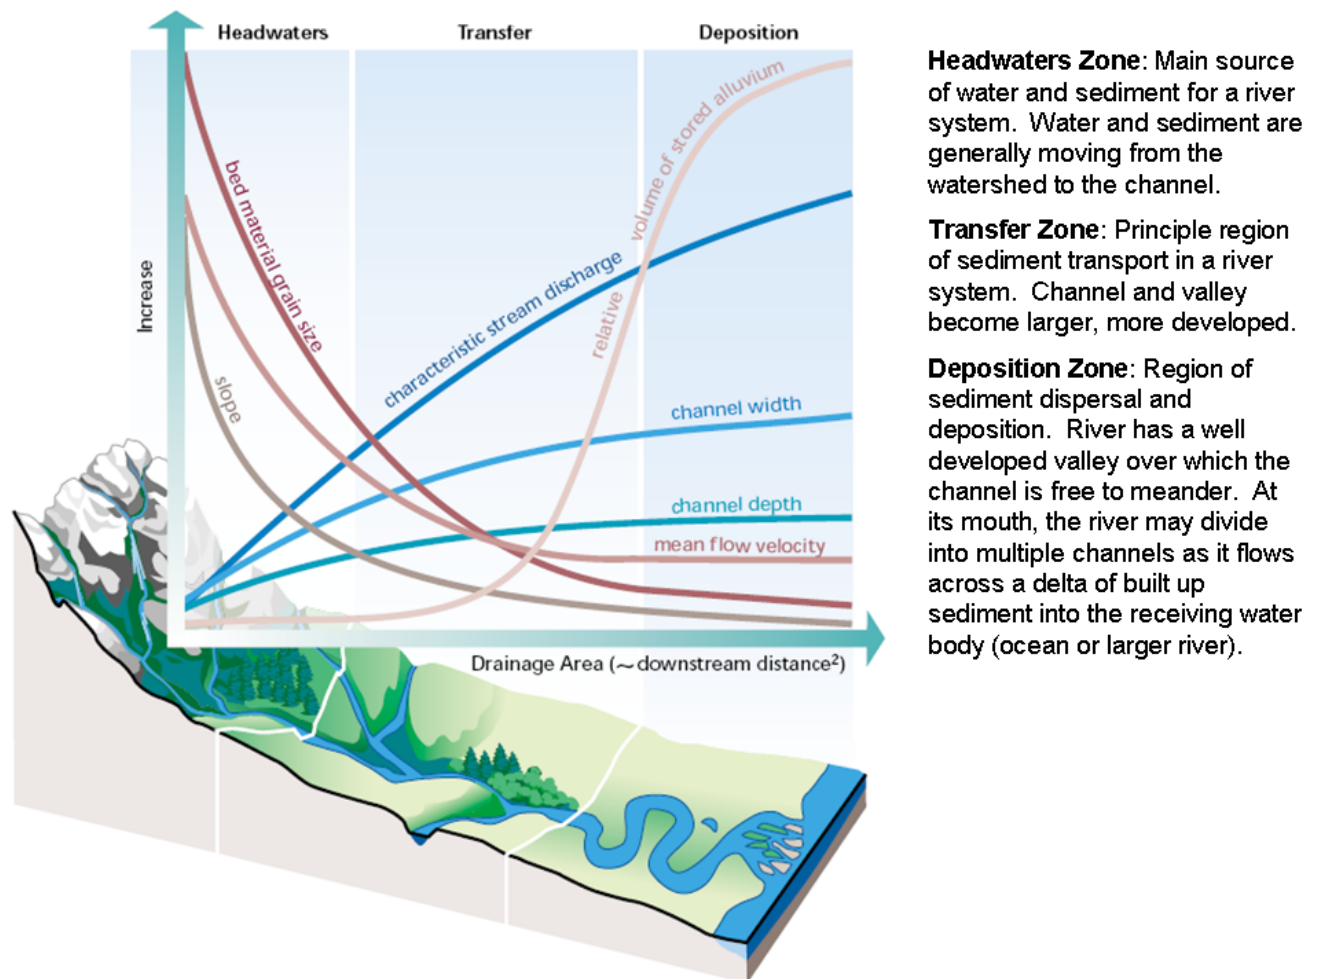 Headwaters
Transfer
Deposition
Increase
bed material grain size
slope
characteristic stream discharge
relative volume of stored alluvium
channel width
channel depth
mean flow velocity
Drainage Area (~downstream distance²)
Headwaters Zone: Main source
of water and sediment for a river
system. Water and sediment are
generally moving from the
watershed to the channel.
Transfer Zone: Principle region
of sediment transport in a river
system. Channel and valley
become larger, more developed.
Deposition Zone: Region of
sediment dispersal and
deposition. River has a well
developed valley over which the
channel is free to meander. At
its mouth, the river may divide
into multiple channels as it flows
across a delta of built up
sediment into the receiving water
body (ocean or larger river).